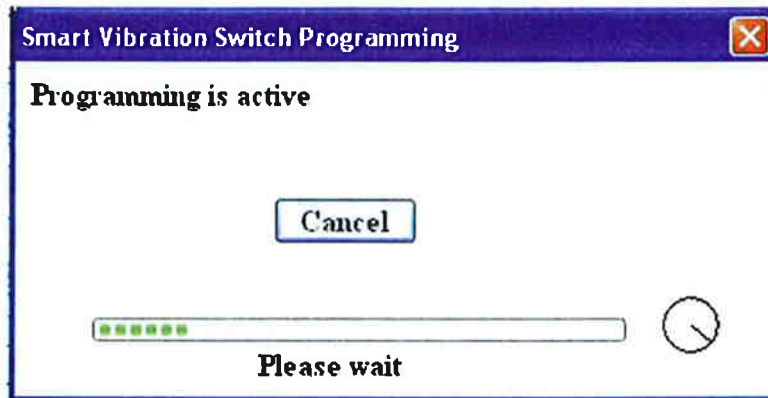 Smart Vibration Switch Programming
Programming is active
Cancel
Please wait